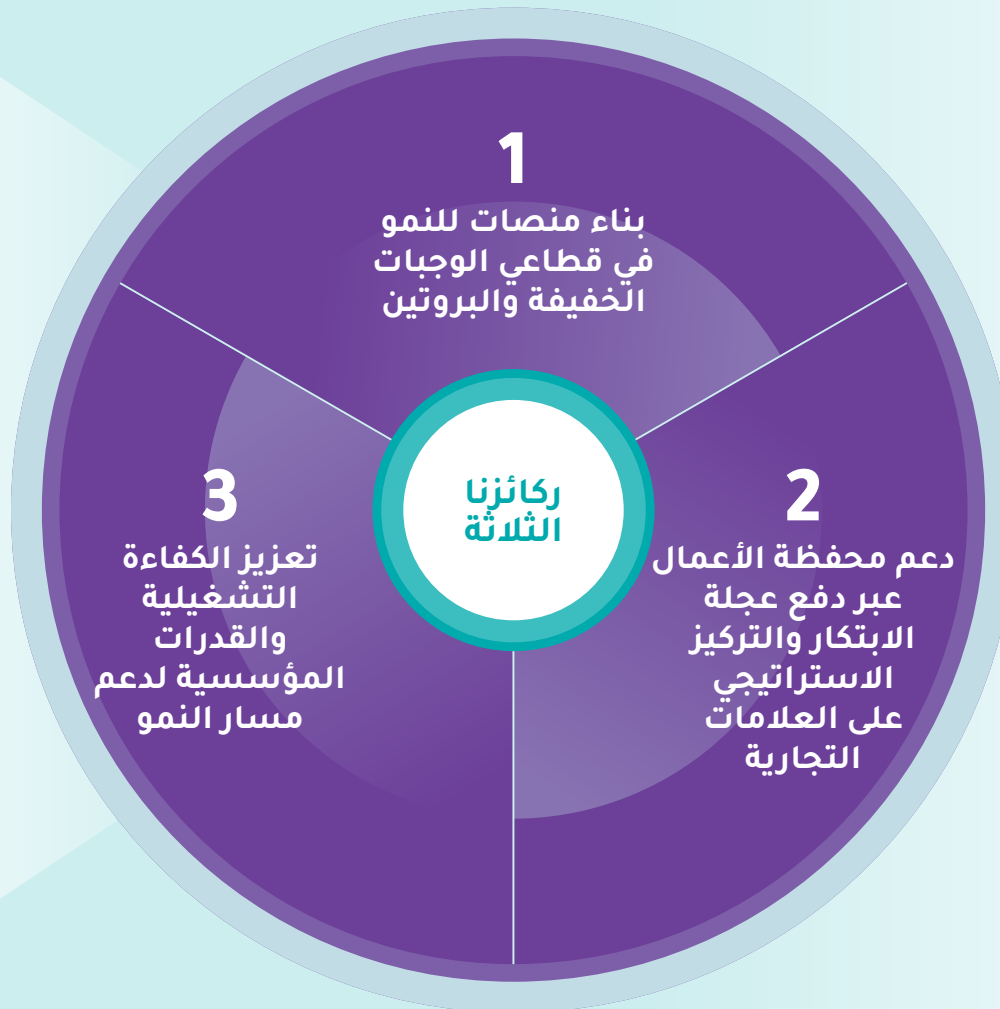 1
بناء منصات للنمو
في قطاعي الوجبات
الخفيفة والبروتين
ركائزنا
الثلاثة
2
دعم محفظة الأعمال
عبر دفع عجلة
الابتكار والتركيز
الاستراتيجي
على العلامات
التجارية
3
تعزيز الكفاءة
التشغيلية
والقدرات
المؤسسية لدعم
مسار النمو